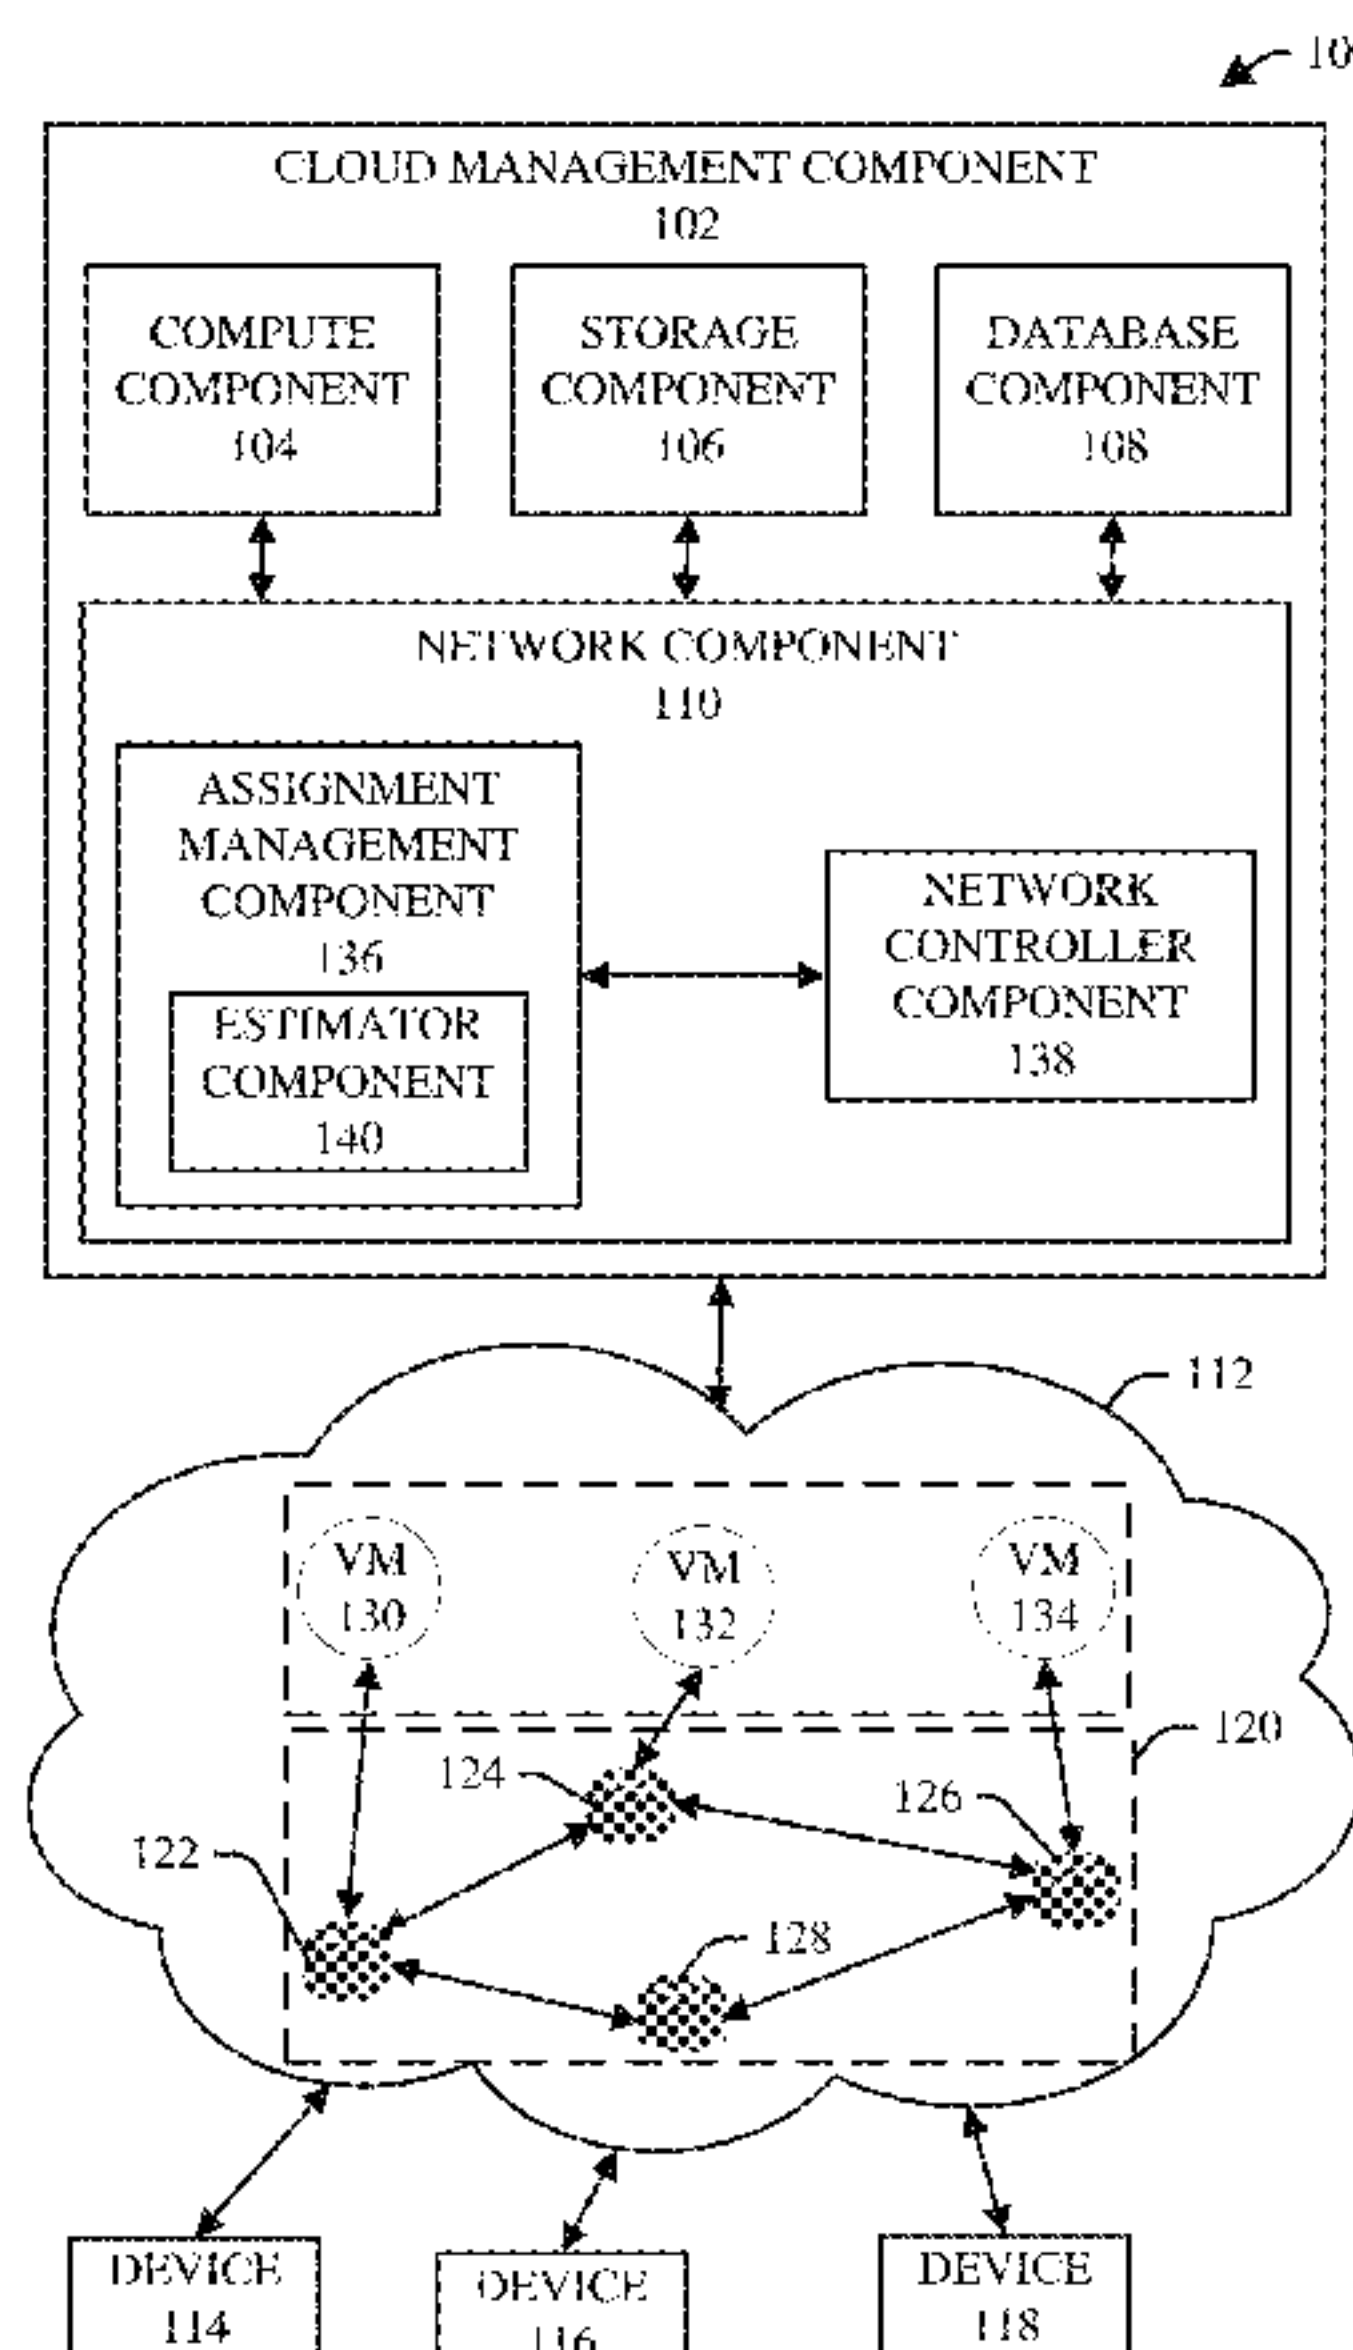 10
CLOUD MANAGEMENT COMPONENT
102
COMPUTE
COMPONENT
104
STORAGE
COMPONENT
106
DATABASE
COMPONENT
108
NETWORK COMPONENT
110
ASSIGNMENT
MANAGEMENT
COMPONENT
136
ESTIMATOR
COMPONENT
140
NETWORK
CONTROLLER
COMPONENT
138
112
VM
130
VM
132
VM
134
120
124
126
122
128
DEVICE
114
DEVICE
116
DEVICE
118